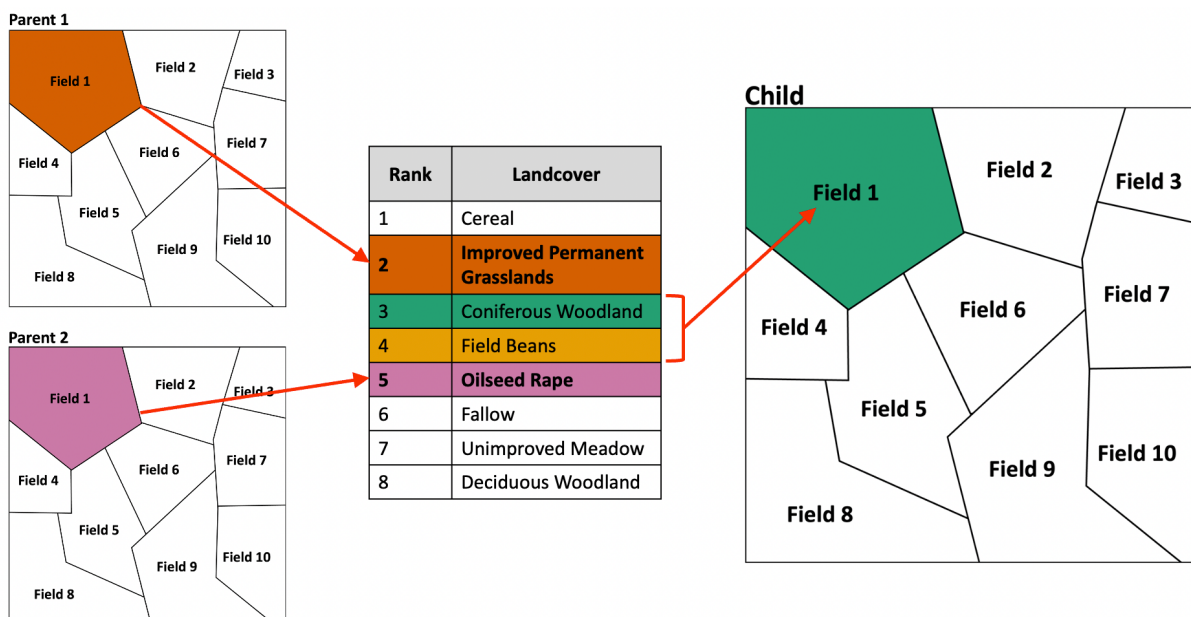 Parent 1
Field 1
Field 2
Field 3
Field 4
Field 6
Field 7
Field 5
Field 9
Field 10
Field 8
Parent 2
Field 1
Field 2
Field 3
Field 4
Field 6
Field 7
Field 5
Field 9
Field 10
Field 8
Rank Landcover
1 Cereal
2 Improved Permanent
Grasslands
3 Coniferous Woodland
4 Field Beans
5 Oilseed Rape
6 Fallow
7 Unimproved Meadow
8 Deciduous Woodland
Child
Field 1
Field 2
Field 3
Field 4
Field 6
Field 7
Field 5
Field 9
Field 10
Field 8